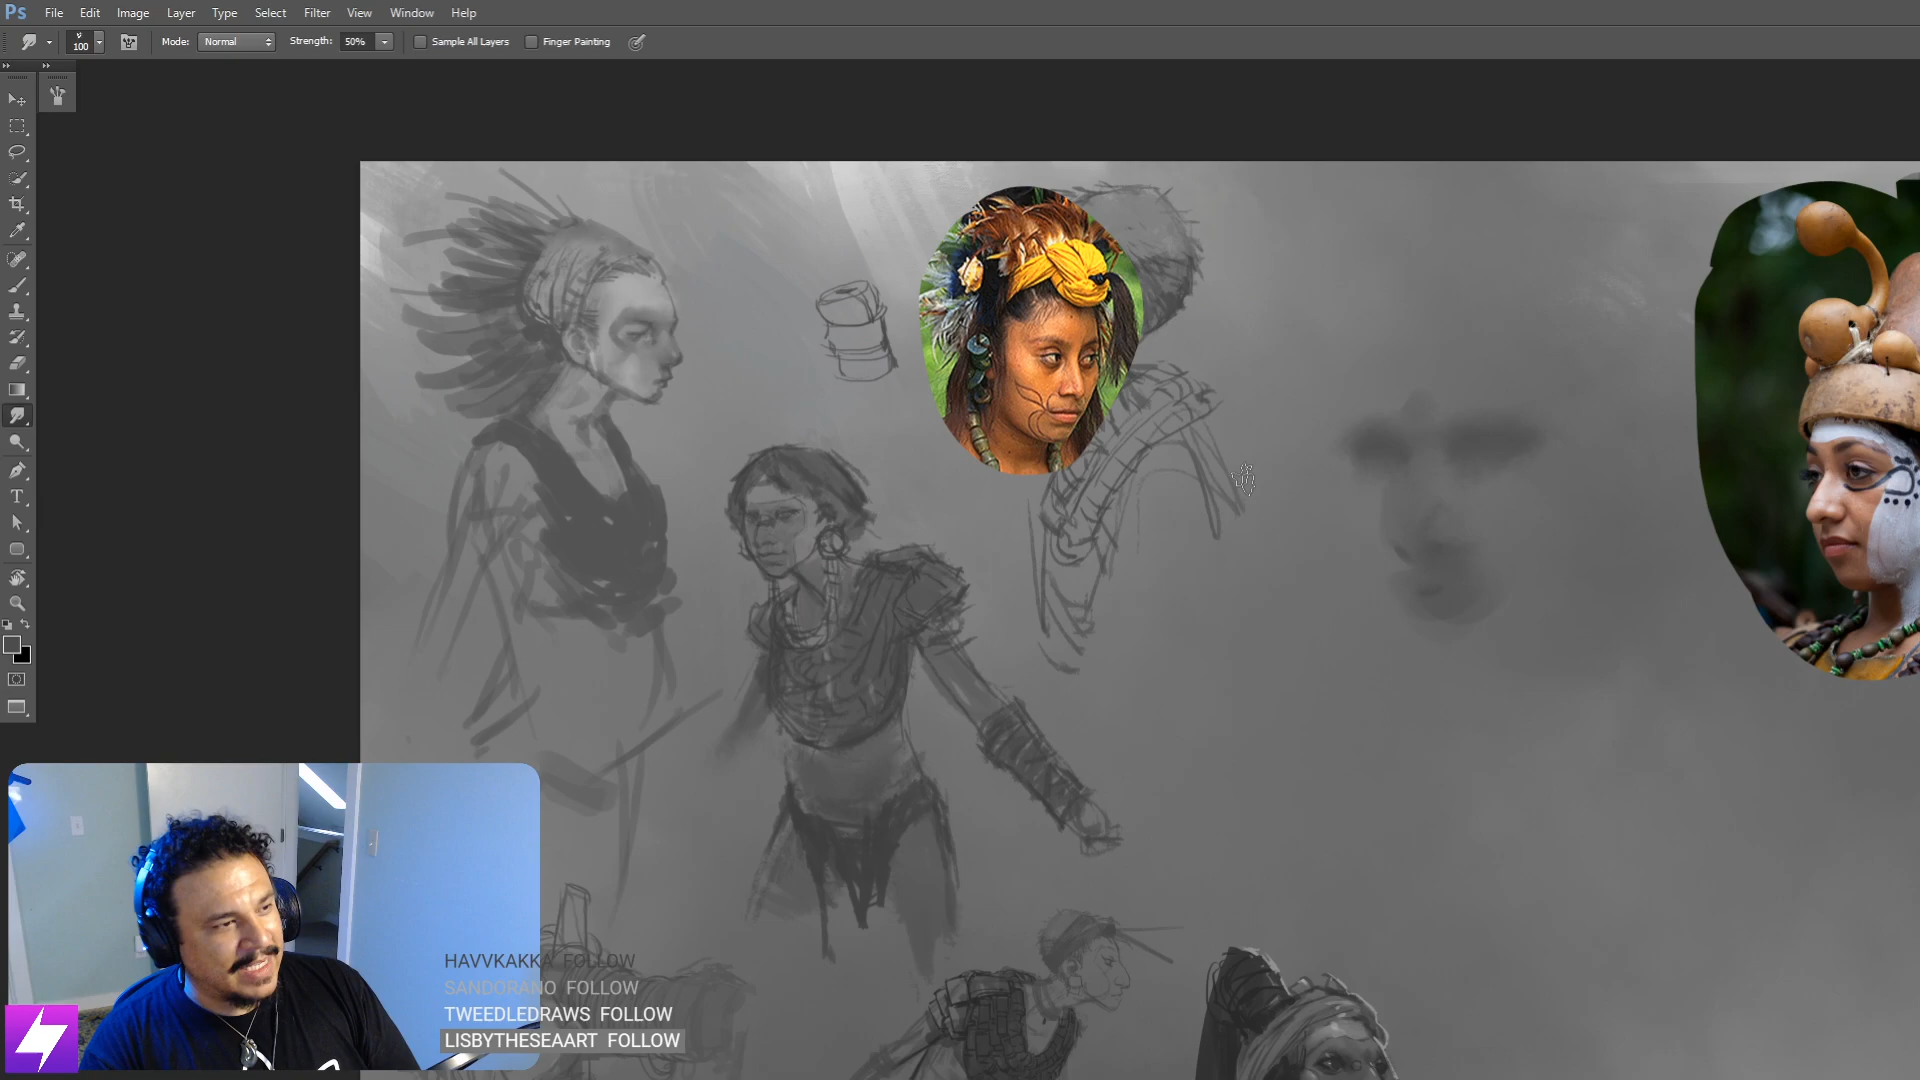 Ps File Edit Image Layer Type Select Filter View Window Help
100 Mode: Normal Strength: 50% Sample All Layers Finger Painting
HAVVKAKKA FOLLOW
SANDORANO FOLLOW
TWEEDLEDRAWS FOLLOW
LISBYTHESEAART FOLLOW